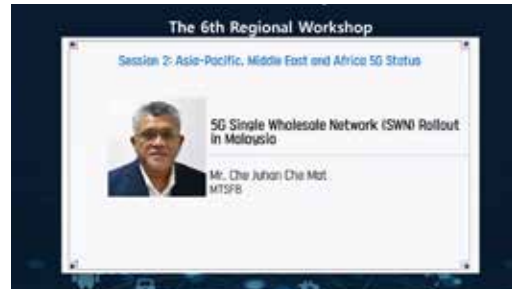 The 6th Regional Workshop
Session 2: Asia-Pacific, Middle East and Africa 5G Status
5G Single Wholesale Network (SWN) Rollout
in Malaysia
Mr. Che Juhan Che Mat
MTSFB